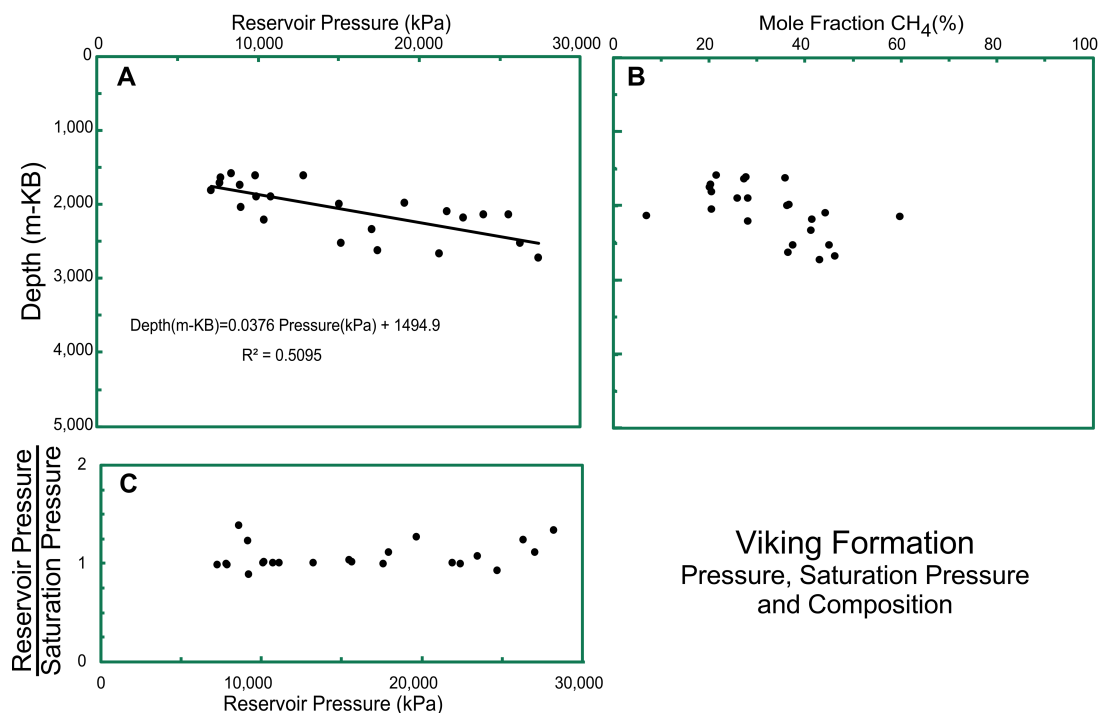 Reservoir Pressure (kPa)
0 10,000 20,000 30,000
A
0
1,000
2,000
3,000
4,000
5,000
Depth (m-KB)
Depth(m-KB)=0.0376 Pressure(kPa) + 1494.9
R² = 0.5095
Mole Fraction CH4(%)
0 20 40 60 80 100
B
Reservoir Pressure
Saturation Pressure
2
1
0
C
0 10,000 20,000 30,000
Reservoir Pressure (kPa)
Viking Formation
Pressure, Saturation Pressure
and Composition